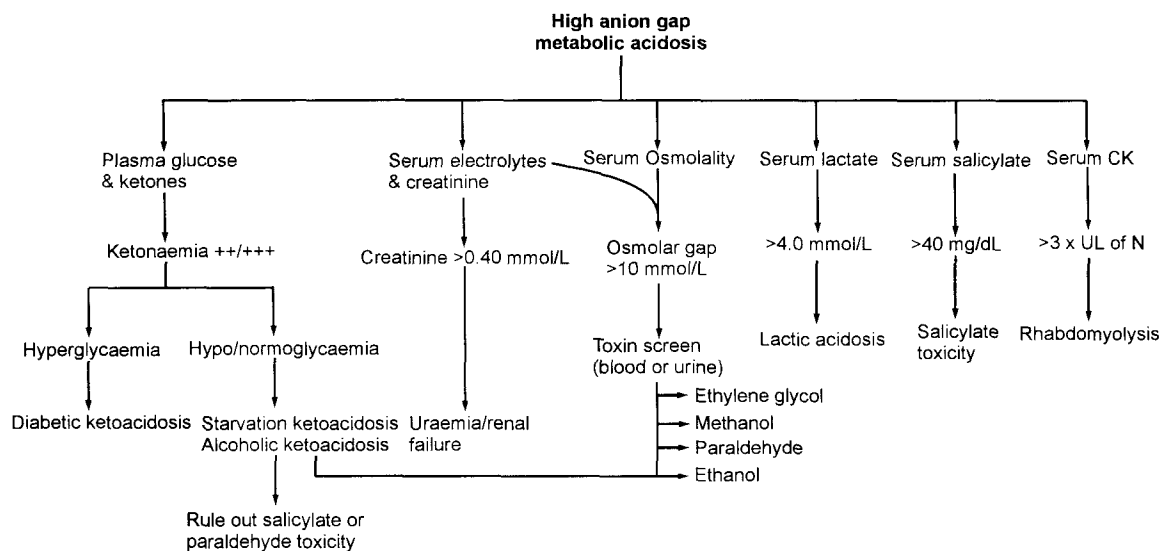 High anion gap
metabolic acidosis
Plasma glucose
& ketones
Serum electrolytes
& creatinine
Serum Osmolality
Serum lactate
Serum salicylate
Serum CK
Ketonaemia ++/+++
Creatinine >0.40 mmol/L
Osmolar gap
>10 mmol/L
>4.0 mmol/L
>40 mg/dL
>3 x UL of N
Hyperglycaemia
Hypo/normoglycaemia
Toxin screen
(blood or urine)
Lactic acidosis
Salicylate
toxicity
Rhabdomyolysis
Diabetic ketoacidosis
Starvation ketoacidosis
Alcoholic ketoacidosis
Uraemia/renal
failure
Ethylene glycol
Methanol
Paraldehyde
Ethanol
Rule out salicylate or
paraldehyde toxicity